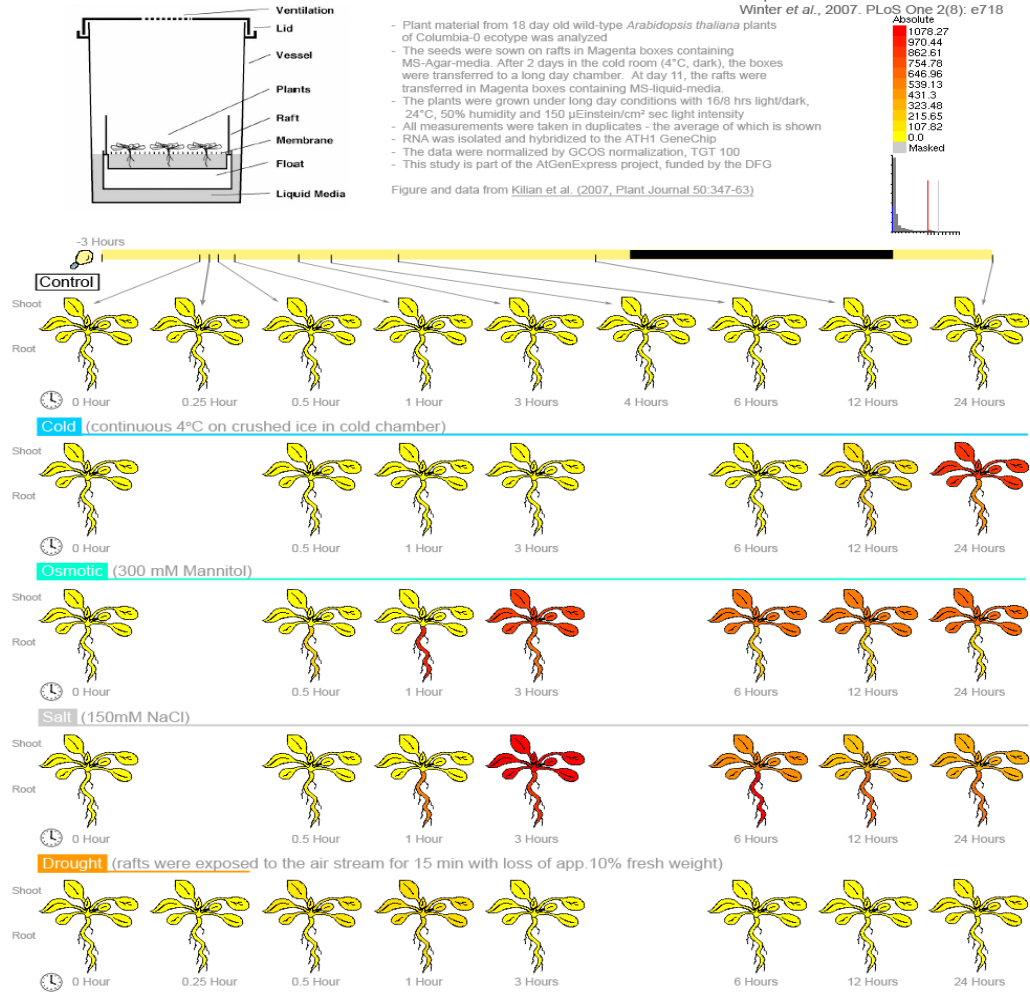 Winter et al., 2007. PLoS One 2(8): e718
Ventilation
Lid
Vessel
Plants
Raft
Membrane
Float
Liquid Media
- Plant material from 18 day old wild-type Arabidopsis thaliana plants
of Columbia-0 ecotype was analyzed
- The seeds were sown on rafts in Magenta boxes containing
MS-Agar-media. After 2 days in the cold room (4°C, dark), the boxes
were transferred to a long day chamber. At day 11, the rafts were
transferred in Magenta boxes containing MS-liquid-media.
- The plants were grown under long day conditions with 16/8 hrs light/dark,
24°C, 50% humidity and 150 µEinstein/cm² sec light intensity
- All measurements were taken in duplicates - the average of which is shown
- RNA was isolated and hybridized to the ATH1 GeneChip
- The data were normalized by GCOS normalization, TGT 100
- This study is part of the AtGenExpress project, funded by the DFG
Figure and data from Kilian et al. (2007, Plant Journal 50:347-63)
Absolute
1078.27
970.44
862.61
754.78
646.96
539.13
431.3
323.48
215.65
107.82
0.0
Masked
-3 Hours
Control
Shoot
Root
0 Hour 0.25 Hour 0.5 Hour 1 Hour 3 Hours 4 Hours 6 Hours 12 Hours 24 Hours
Cold (continuous 4°C on crushed ice in cold chamber)
Shoot
Root
0 Hour 0.5 Hour 1 Hour 3 Hours 6 Hours 12 Hours 24 Hours
Osmotic (300 mM Mannitol)
Shoot
Root
0 Hour 0.5 Hour 1 Hour 3 Hours 6 Hours 12 Hours 24 Hours
Salt (150mM NaCl)
Shoot
Root
0 Hour 0.5 Hour 1 Hour 3 Hours 6 Hours 12 Hours 24 Hours
Drought (rafts were exposed to the air stream for 15 min with loss of app.10% fresh weight)
Shoot
Root
0 Hour 0.25 Hour 0.5 Hour 1 Hour 3 Hours 6 Hours 12 Hours 24 Hours